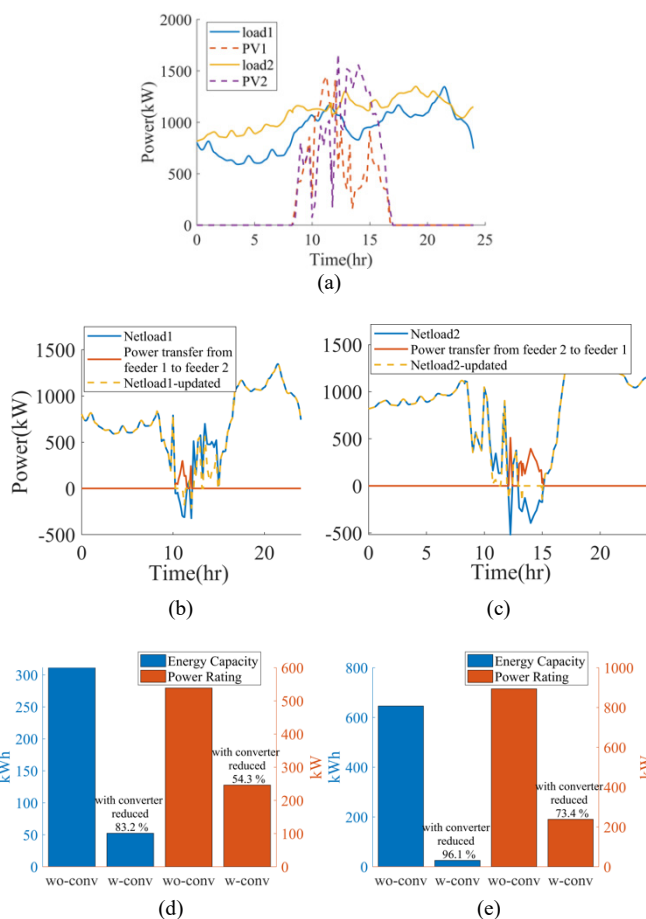 2000
1500
1000
500
0
Power(kW)
load1
PV1
load2
PV2
0 5 10 15 20 25
Time(hr)
(a)
1500
1000
500
0
-500
Power(kW)
Netload1
Power transfer from
feeder 1 to feeder 2
Netload1-updated
0 10 20
Time(hr)
(b)
1500
1000
500
0
-500
Netload2
Power transfer from feeder 2 to feeder 1
Netload2-updated
0 5 10 15 20
Time(hr)
(c)
300
250
200
150
100
50
0
kWh
Energy Capacity
Power Rating
with converter
reduced
83.2 %
with converter
reduced
54.3 %
600
500
400
300
200
100
0
kW
wo-conv w-conv wo-conv w-conv
(d)
800
600
400
200
0
kWh
Energy Capacity
Power Rating
with converter
reduced
96.1 %
with converter
reduced
73.4 %
1000
800
600
400
200
0
kW
wo-conv w-conv wo-conv w-conv
(e)